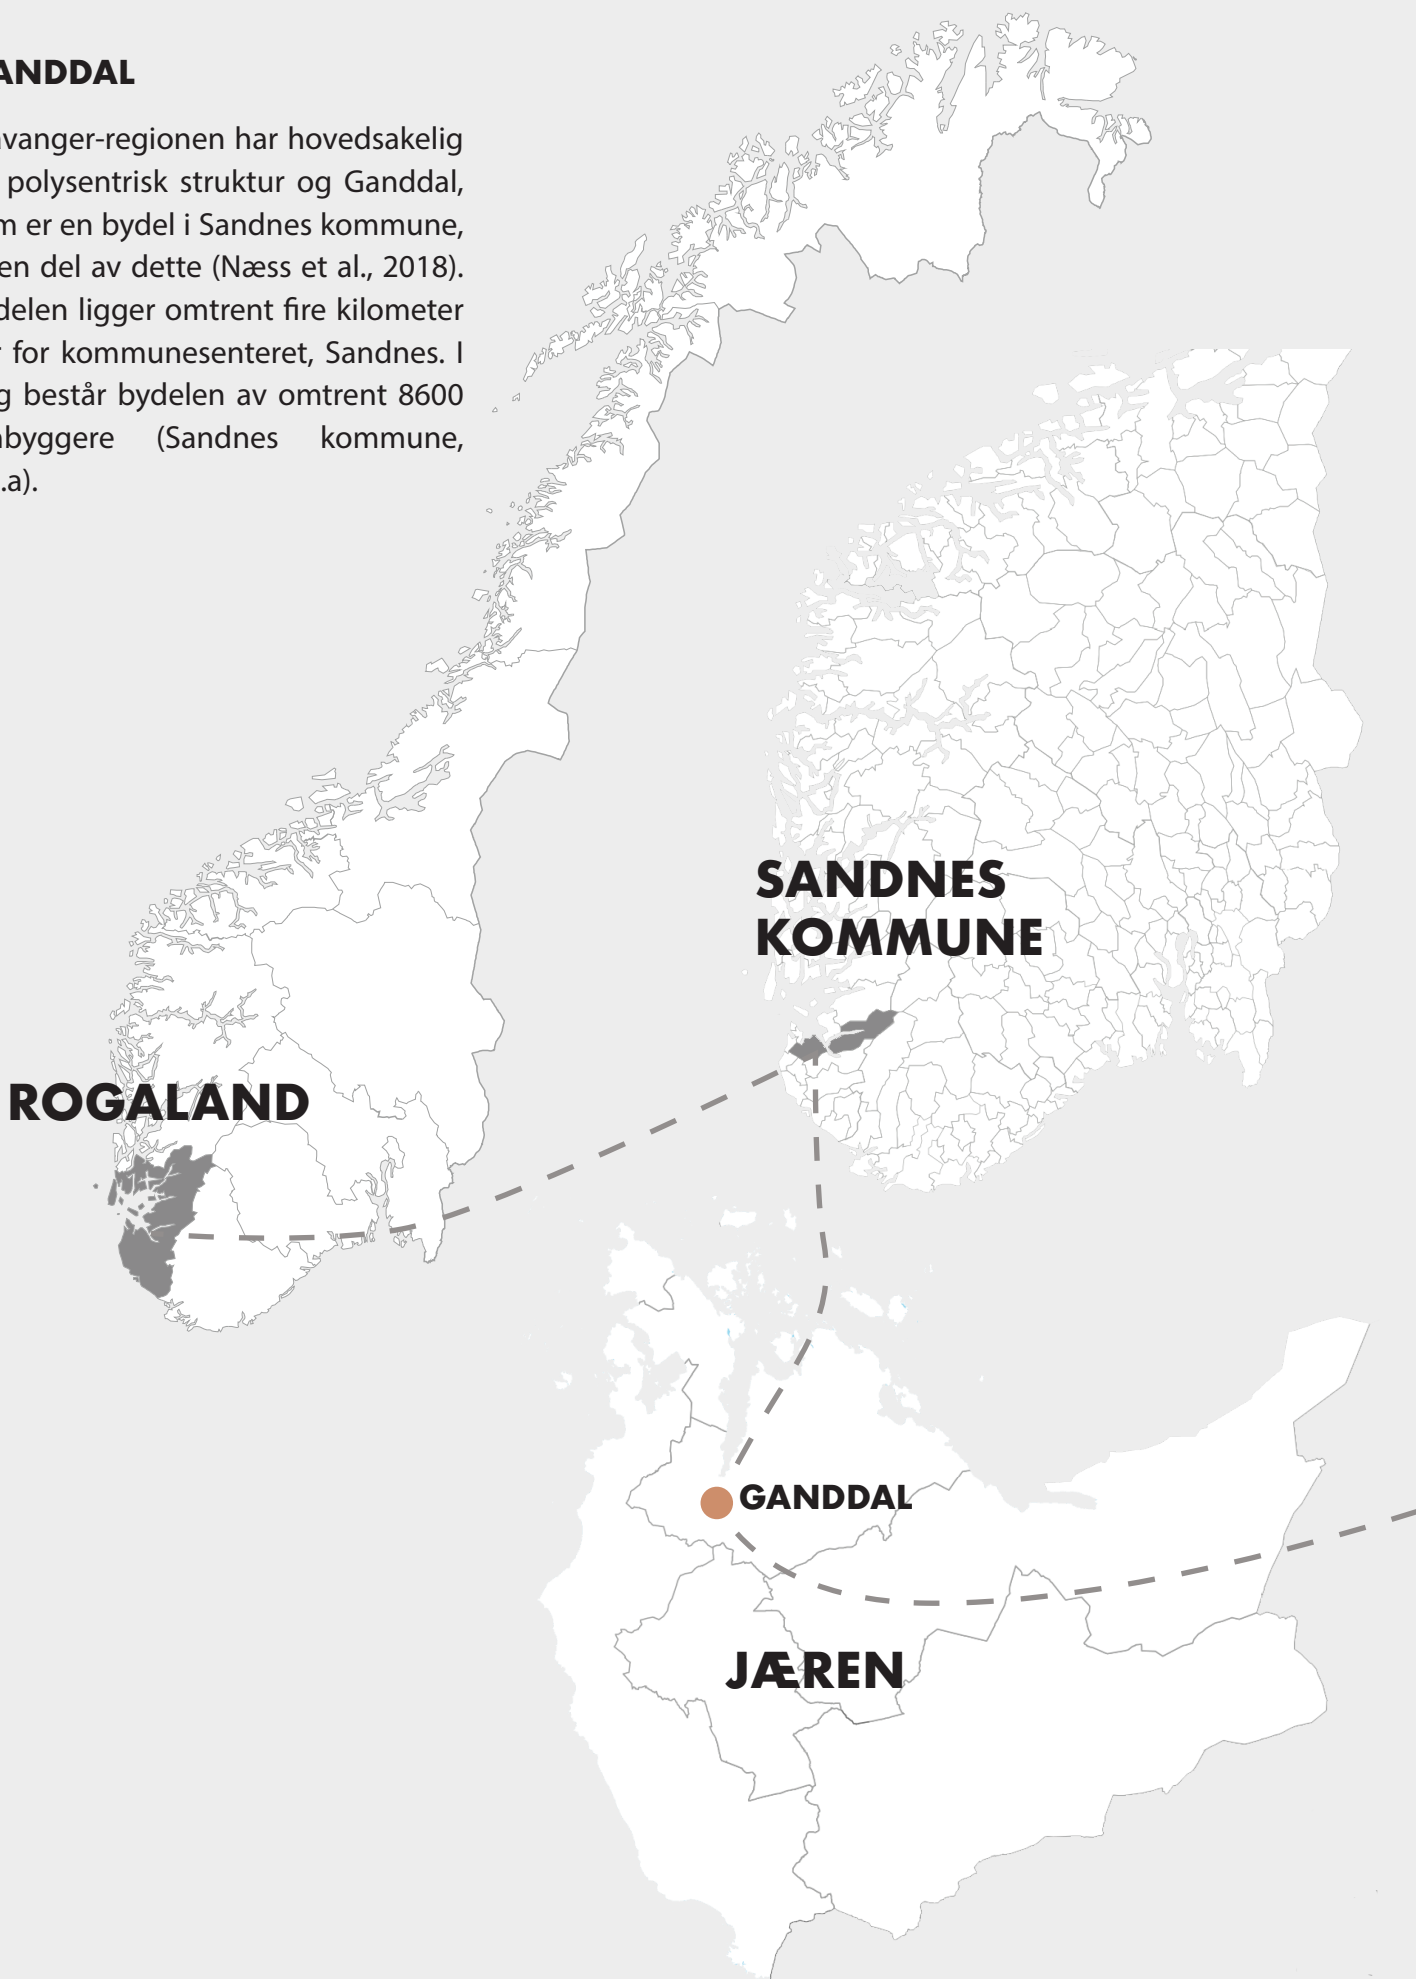 ANDDAL
avanger-regionen har hovedsakelig
polysentrisk struktur og Ganddal,
m er en bydel i Sandnes kommune,
en del av dette (Næss et al., 2018).
delen ligger omtrent fire kilometer
r for kommunesenteret, Sandnes. I
g består bydelen av omtrent 8600
nbyggere (Sandnes kommune,
.a).
SANDNES
KOMMUNE
ROGALAND
GANDDAL
JÆREN